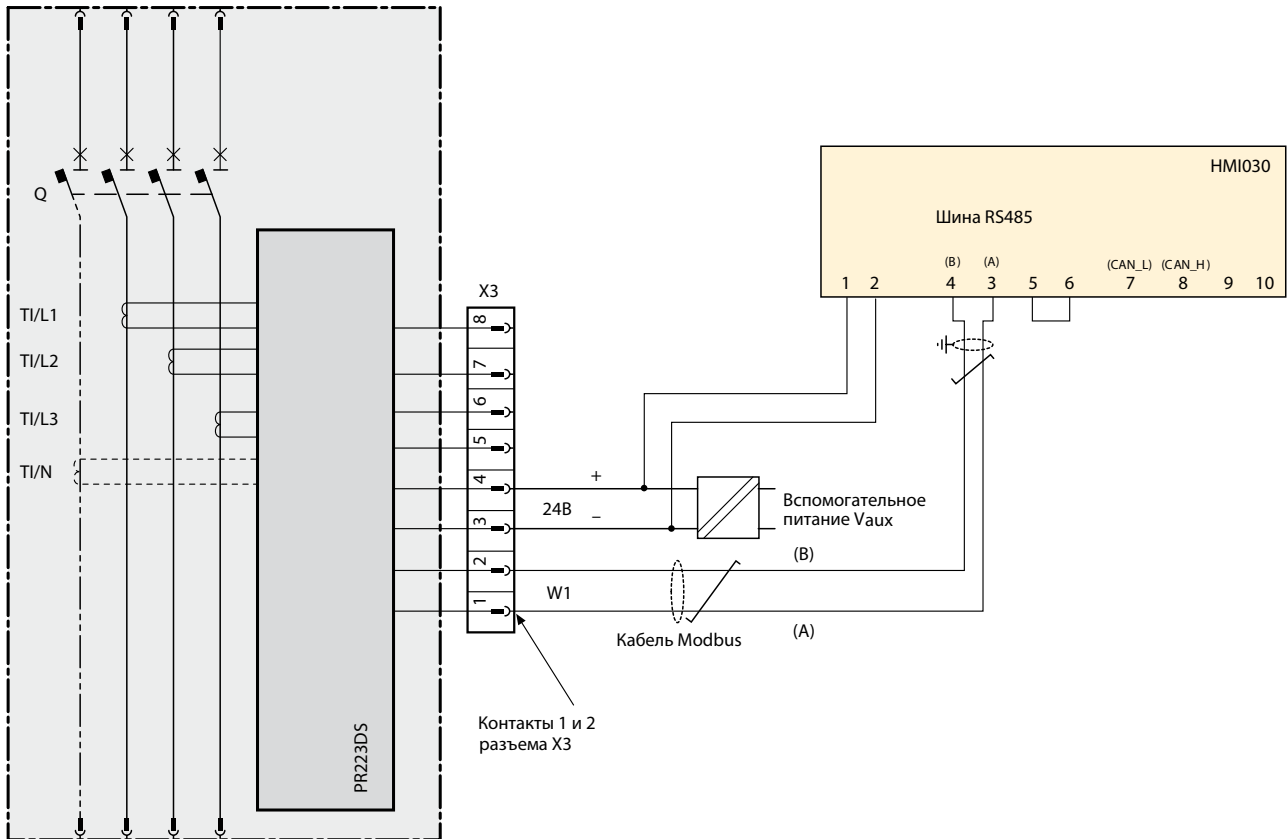 HMI030
Шина RS485
(B) (A) (CAN_L) (CAN_H)
1 2 4 3 5 6 7 8 9 10
Q
X3
TI/L1
TI/L2
TI/L3
TI/N
8
7
6
5
4
3
2
1
PR223DS
+
24В
–
Вспомогательное
питание Vaux
(B)
W1
(A)
Кабель Modbus
Контакты 1 и 2
разъема X3